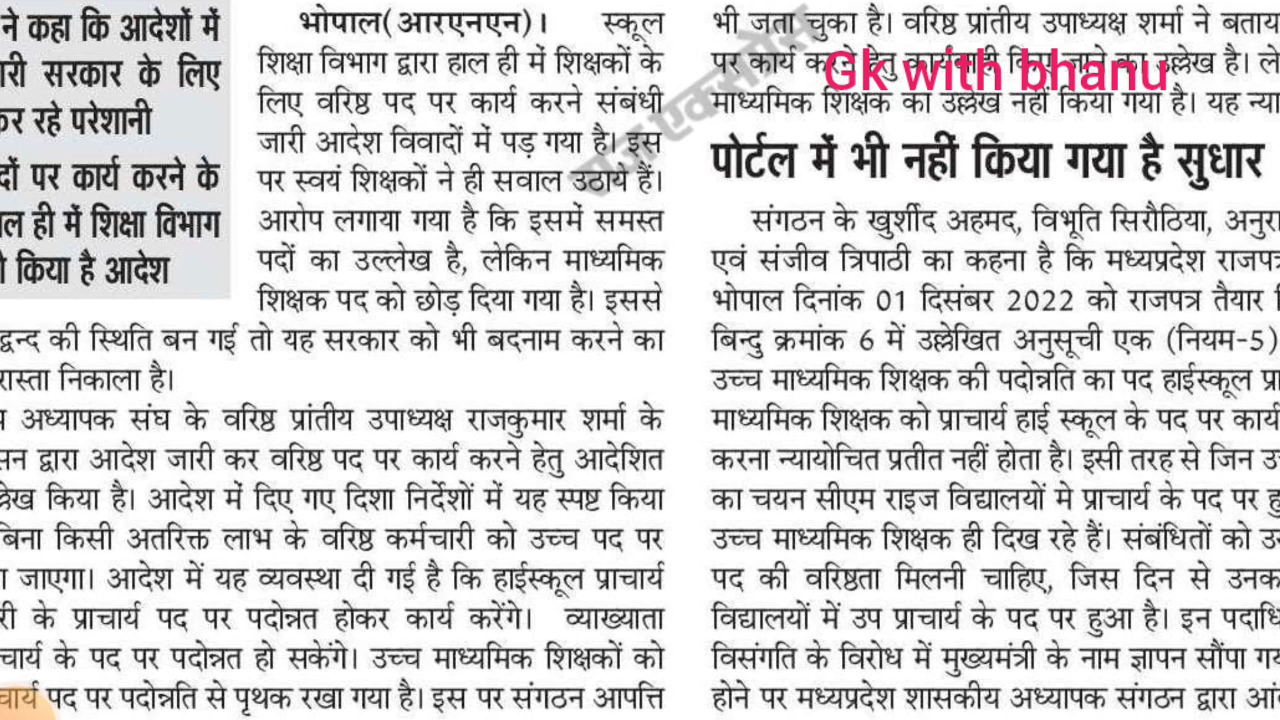 ने कहा कि आदेशों में
सरकार के लिए
रहे परेशानी
पर कार्य करने के
ही में शिक्षा विभाग
किया है आदेश
भोपाल(आरएनएन)। स्कूल
शिक्षा विभाग द्वारा हाल ही में शिक्षकों के
लिए वरिष्ठ पद पर कार्य करने संबंधी
जारी आदेश विवादों में पड़ गया है। इस
पर स्वयं शिक्षकों ने ही सवाल उठाये हैं।
आरोप लगाया गया है कि इसमें समस्त
पदों का उल्लेख है, लेकिन माध्यमिक
शिक्षक पद को छोड़ दिया गया है। इससे
द्वन्द की स्थिति बन गई तो यह सरकार को भी बदनाम करने का
रास्ता निकाला है।
अध्यापक संघ के वरिष्ठ प्रांतीय उपाध्यक्ष राजकुमार शर्मा के
द्वारा आदेश जारी कर वरिष्ठ पद पर कार्य करने हेतु आदेशित
किया है। आदेश में दिए गए दिशा निर्देशों में यह स्पष्ट किया
बिना किसी अतरिक्त लाभ के वरिष्ठ कर्मचारी को उच्च पद पर
जाएगा। आदेश में यह व्यवस्था दी गई है कि हाईस्कूल प्राचार्य
के प्राचार्य पद पर पदोन्नत होकर कार्य करेंगे। व्याख्याता
के पद पर पदोन्नत हो सकेंगे। उच्च माध्यमिक शिक्षकों को
पद पर पदोन्नति से पृथक रखा गया है। इस पर संगठन आपत्ति
भी जता चुका है। वरिष्ठ प्रांतीय उपाध्यक्ष शर्मा ने
पर कार्य करने हेतु उल्लेख है।
Gk with bhanu
माध्यमिक शिक्षक का उल्लेख नहीं किया गया है। यह
पोर्टल में भी नहीं किया गया है सुधार
संगठन के खुर्शीद अहमद, विभूति सिरौठिया,
एवं संजीव त्रिपाठी का कहना है कि मध्यप्रदेश
भोपाल दिनांक 01 दिसंबर 2022 को राजपत्र तैयार
बिन्दु क्रमांक 6 में उल्लेखित अनुसूची एक (नियम-5)
उच्च माध्यमिक शिक्षक की पदोन्नति का पद हाईस्कूल
माध्यमिक शिक्षक को प्राचार्य हाई स्कूल के पद पर
करना न्यायोचित प्रतीत नहीं होता है। इसी तरह से जिन
का चयन सीएम राइज विद्यालयों मे प्राचार्य के पद पर
उच्च माध्यमिक शिक्षक ही दिख रहे हैं। संबंधितों को
पद की वरिष्ठता मिलनी चाहिए, जिस दिन से
विद्यालयों में उप प्राचार्य के पद पर हुआ है। इन
विसंगति के विरोध में मुख्यमंत्री के नाम ज्ञापन सौंपा
होने पर मध्यप्रदेश शासकीय अध्यापक संगठन द्वारा